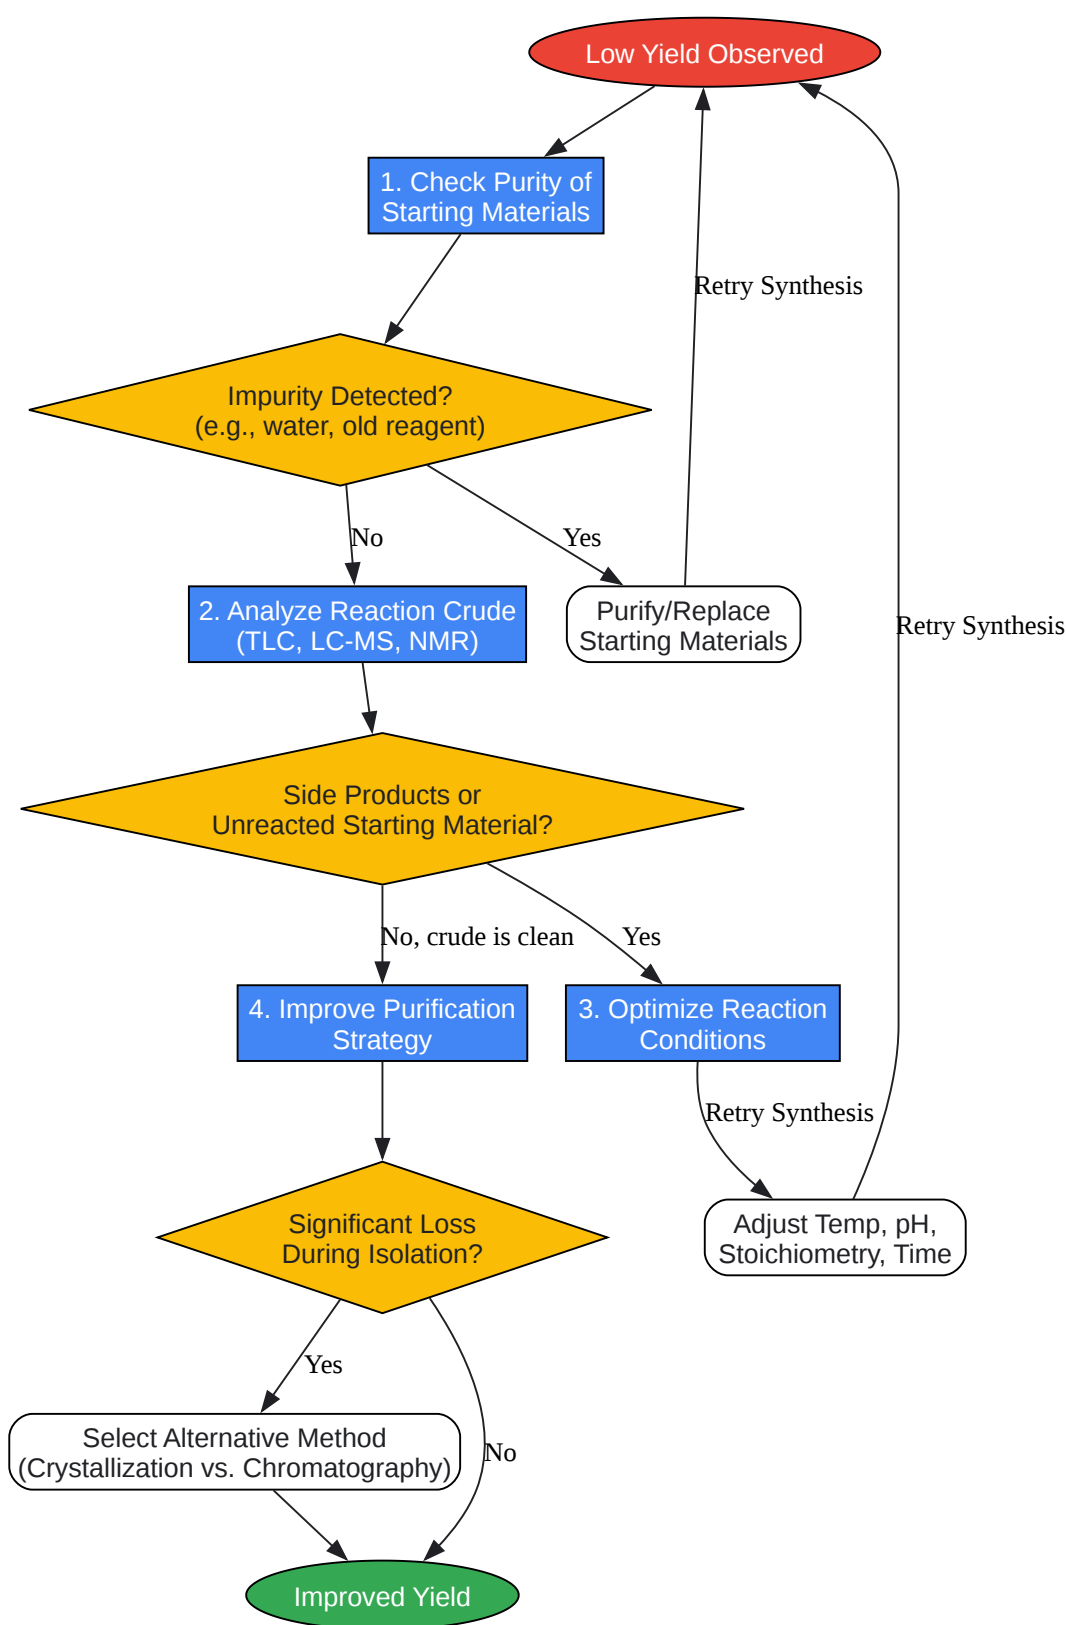 Low Yield Observed
1. Check Purity of
Starting Materials
Retry Synthesis
Impurity Detected?
(e.g., water, old reagent)
No
Yes
2. Analyze Reaction Crude
(TLC, LC-MS, NMR)
Purify/Replace
Starting Materials
Retry Synthesis
Side Products or
Unreacted Starting Material?
No, crude is clean
Yes
4. Improve Purification
Strategy
3. Optimize Reaction
Conditions
Retry Synthesis
Significant Loss
During Isolation?
Adjust Temp, pH,
Stoichiometry, Time
Yes
No
Select Alternative Method
(Crystallization vs. Chromatography)
Improved Yield